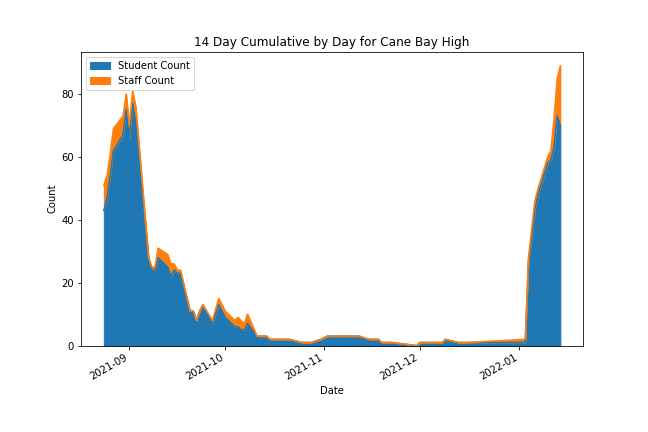 14 Day Cumulative by Day for Cane Bay High
Student Count
Staff Count
80
60
40
20
0
Count
2021-09
2021-10
2021-11
2021-12
2022-01
Date